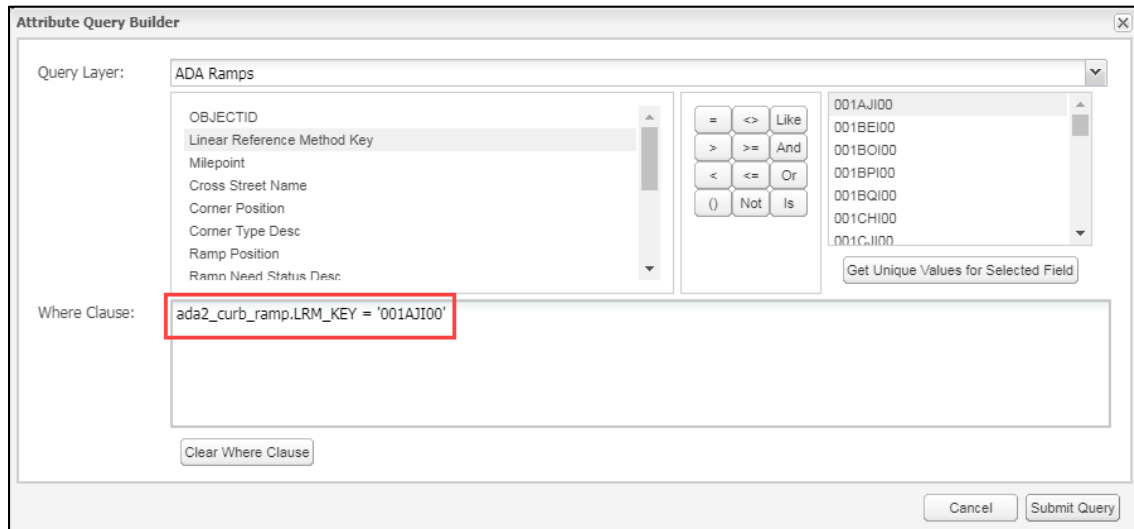 Attribute Query Builder
Query Layer:
ADA Ramps
OBJECTID
Linear Reference Method Key
Milepoint
Cross Street Name
Corner Position
Corner Type Desc
Ramp Position
Ramp Need Status Desc
= <> Like
> >= And
< <= Or
() Not Is
001AJI00
001BEI00
001BOI00
001BPI00
001BQI00
001CHI00
001CJI00
Get Unique Values for Selected Field
Where Clause:
ada2_curb_ramp.LRM_KEY = '001AJI00'
Clear Where Clause
Cancel
Submit Query